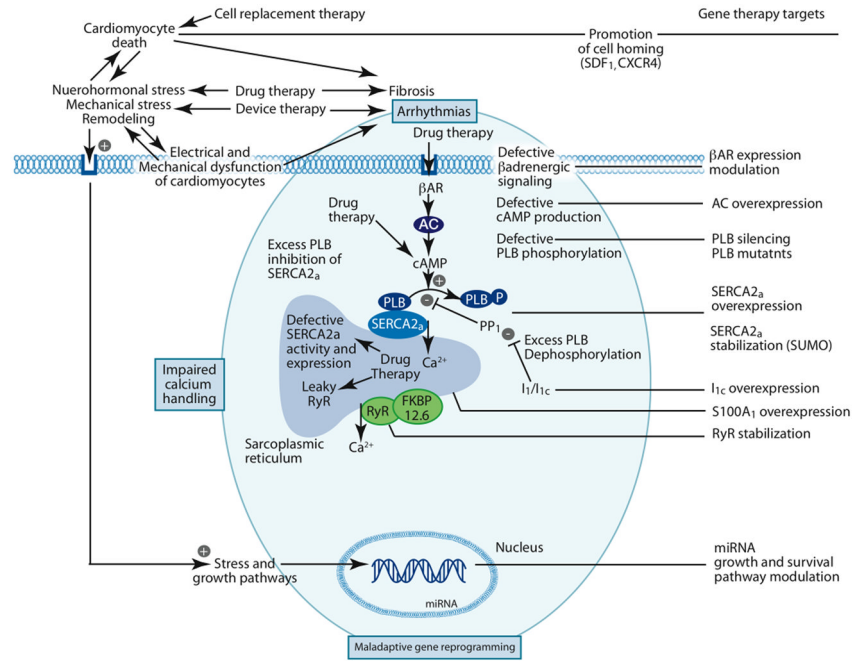 Cell replacement therapy
Gene therapy targets
Cardiomyocyte
death
Promotion
of cell homing
(SDF1, CXCR4)
Nuerohormonal stress
Mechanical stress
Remodeling
Drug therapy
Device therapy
Fibrosis
Arrhythmias
Drug therapy
+
Electrical and
Mechanical dysfunction
of cardiomyocytes
Defective
βadrenergic
signaling
βAR expression
modulation
βAR
Drug
therapy
AC
Defective
cAMP production
AC overexpression
Excess PLB
inhibition of
SERCA2a
cAMP
Defective
PLB phosphorylation
PLB silencing
PLB mutatnts
+
PLB
-
PLB
P
SERCA2a
overexpression
Defective
SERCA2a
activity and
expression
SERCA2a
PP1
-
Excess PLB
Dephosphorylation
SERCA2a
stabilization (SUMO)
Drug
Therapy
Ca2+
Impaired
calcium
handling
Leaky
RyR
I1/I1c
I1c overexpression
RyR
FKBP
12.6
S100A1 overexpression
Sarcoplasmic
reticulum
Ca2+
RyR stabilization
+
Stress and
growth pathways
Nucleus
miRNA
miRNA
growth and survival
pathway modulation
Maladaptive gene reprogramming